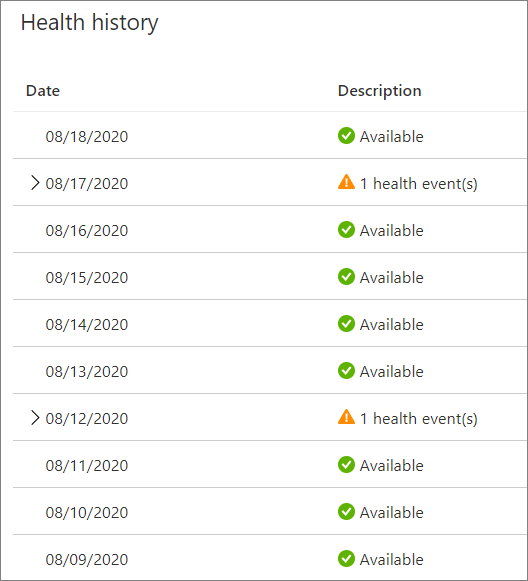 Health history
Date Description
08/18/2020 Available
08/17/2020 1 health event(s)
08/16/2020 Available
08/15/2020 Available
08/14/2020 Available
08/13/2020 Available
08/12/2020 1 health event(s)
08/11/2020 Available
08/10/2020 Available
08/09/2020 Available